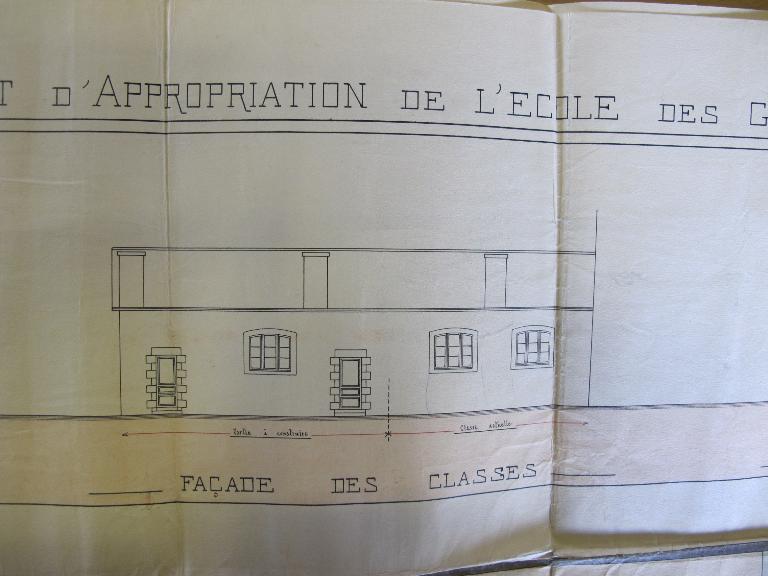 T D'APPROPRIATION DE L'ECOLE DES G
Partie à construire Classe actuelle
FAÇADE DES CLASSES